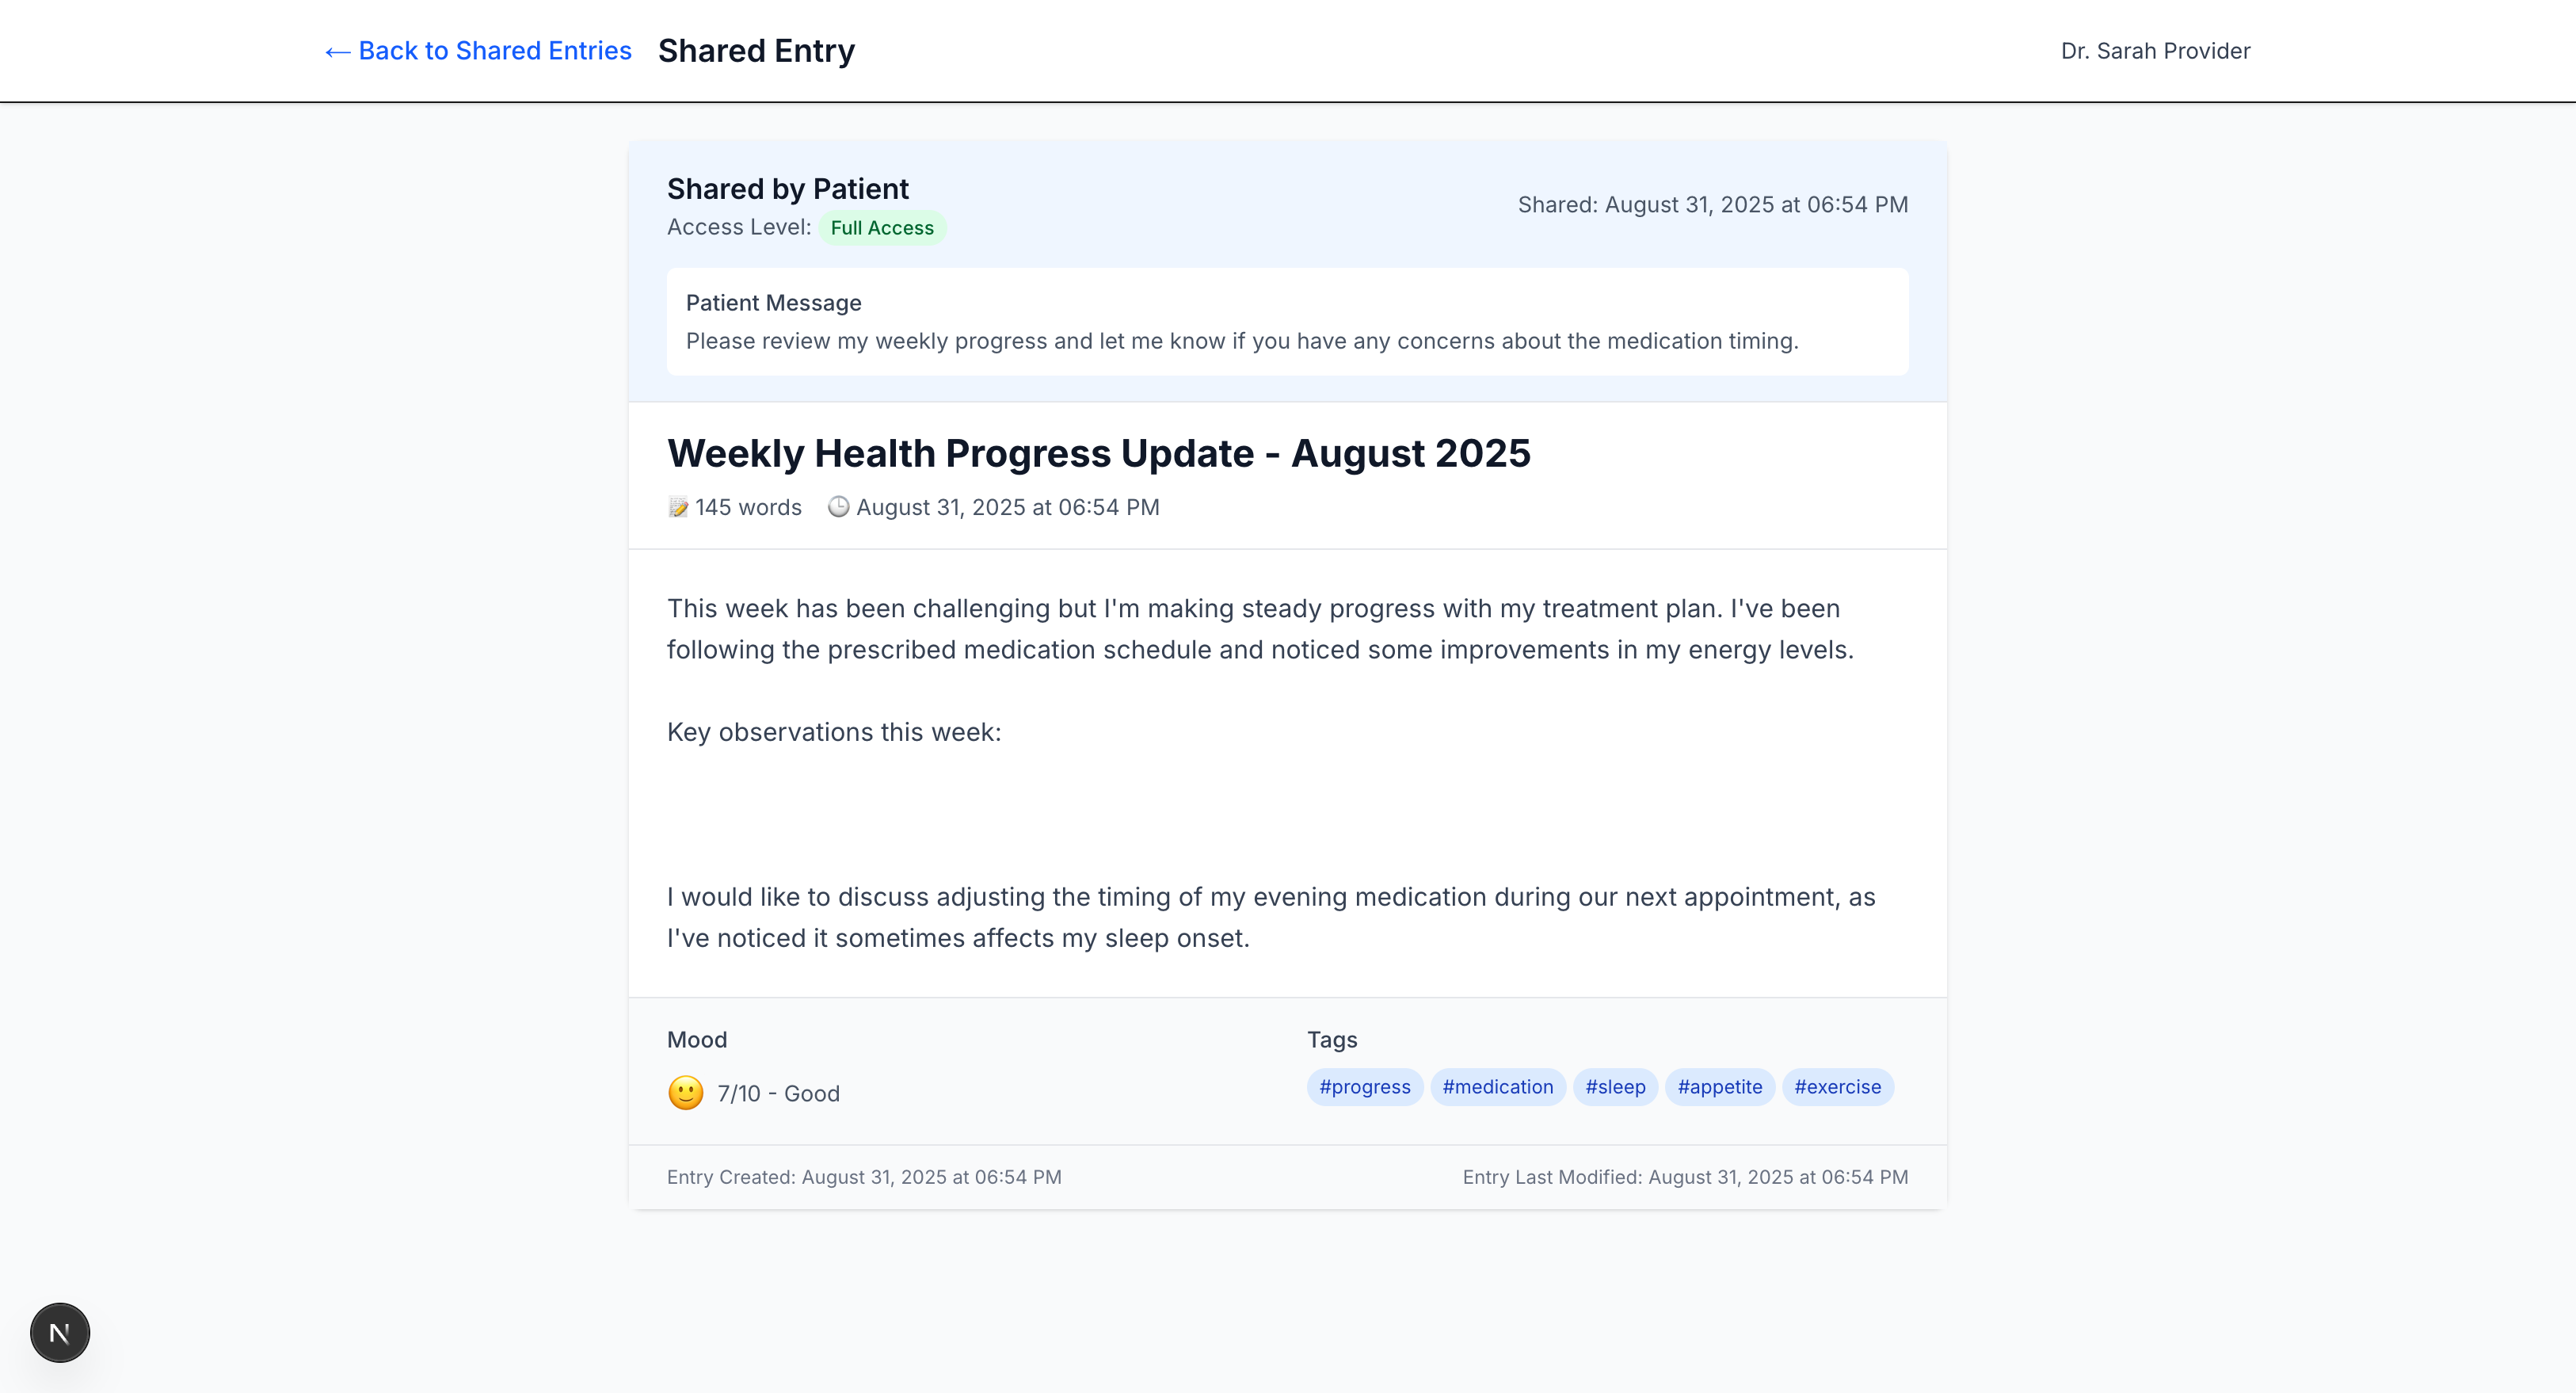 ← Back to Shared Entries Shared Entry Dr. Sarah Provider
Shared by Patient
Access Level: Full Access
Shared: August 31, 2025 at 06:54 PM
Patient Message
Please review my weekly progress and let me know if you have any concerns about the medication timing.
Weekly Health Progress Update - August 2025
145 words August 31, 2025 at 06:54 PM
This week has been challenging but I'm making steady progress with my treatment plan. I've been
following the prescribed medication schedule and noticed some improvements in my energy levels.
Key observations this week:
I would like to discuss adjusting the timing of my evening medication during our next appointment, as
I've noticed it sometimes affects my sleep onset.
Mood
7/10 - Good
Tags
#progress #medication #sleep #appetite #exercise
Entry Created: August 31, 2025 at 06:54 PM Entry Last Modified: August 31, 2025 at 06:54 PM
N